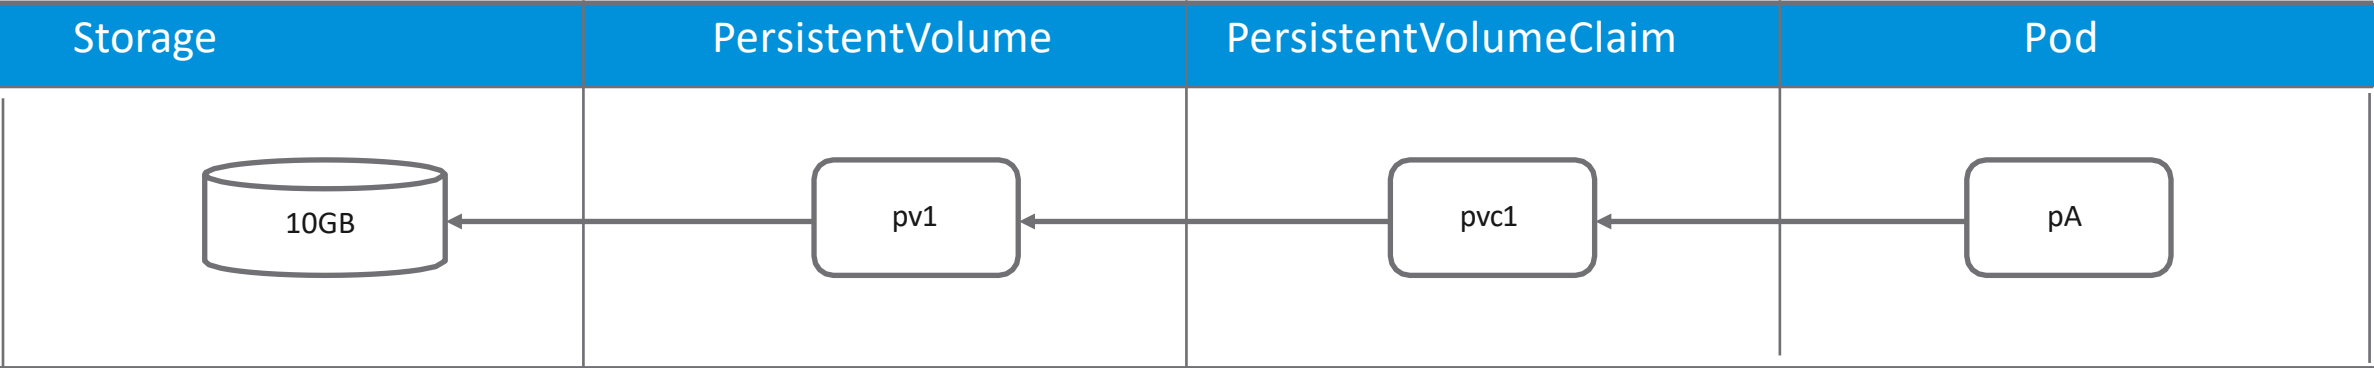 Storage
PersistentVolume
PersistentVolumeClaim
Pod
10GB
pv1
pvc1
pA